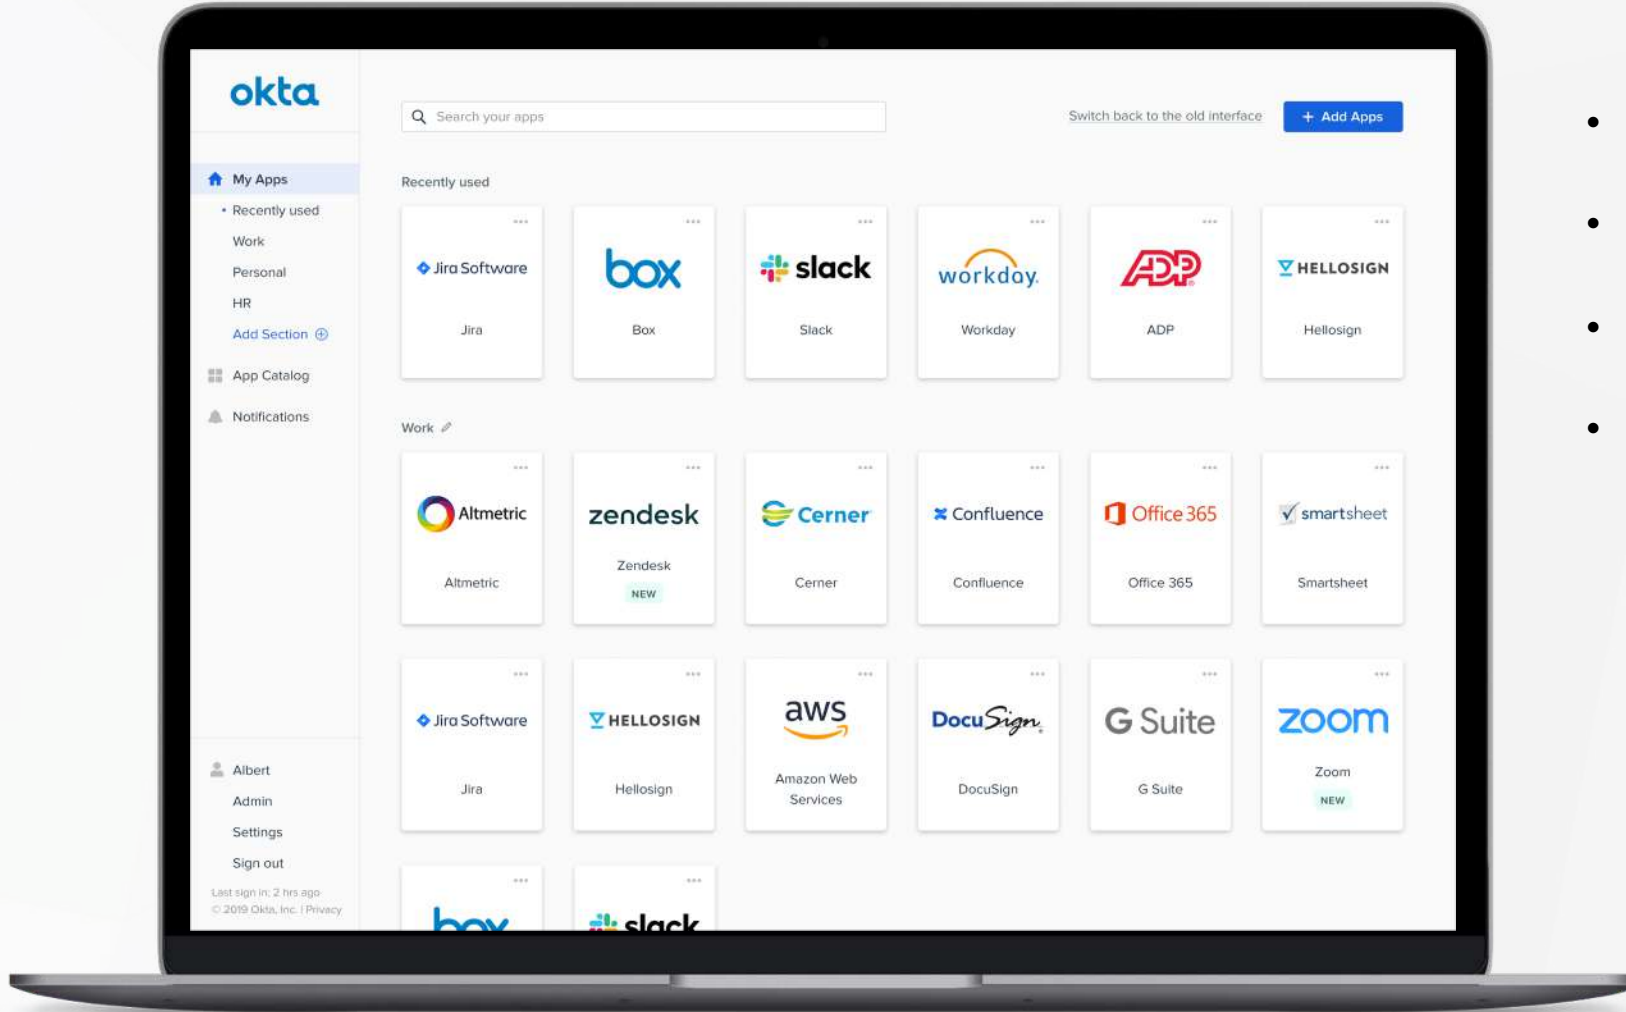 okta
Search your apps
Switch back to the old interface
+ Add Apps
My Apps
• Recently used
Work
Personal
HR
Add Section
App Catalog
Notifications
Albert
Admin
Settings
Sign out
Last sign in: 2 hrs ago
© 2019 Okta, Inc. | Privacy
Recently used
Jira Software
Jira
box
Box
slack
Slack
workday.
Workday
ADP
ADP
HELLOSIGN
Hellosign
Work
Altmetric
Altmetric
zendesk
Zendesk
NEW
Cerner
Cerner
Confluence
Confluence
Office 365
Office 365
smartsheet
Smartsheet
Jira Software
Jira
HELLOSIGN
Hellosign
aws
Amazon Web
Services
DocuSign
DocuSign
G Suite
G Suite
zoom
Zoom
NEW
box
slack
•
•
•
•